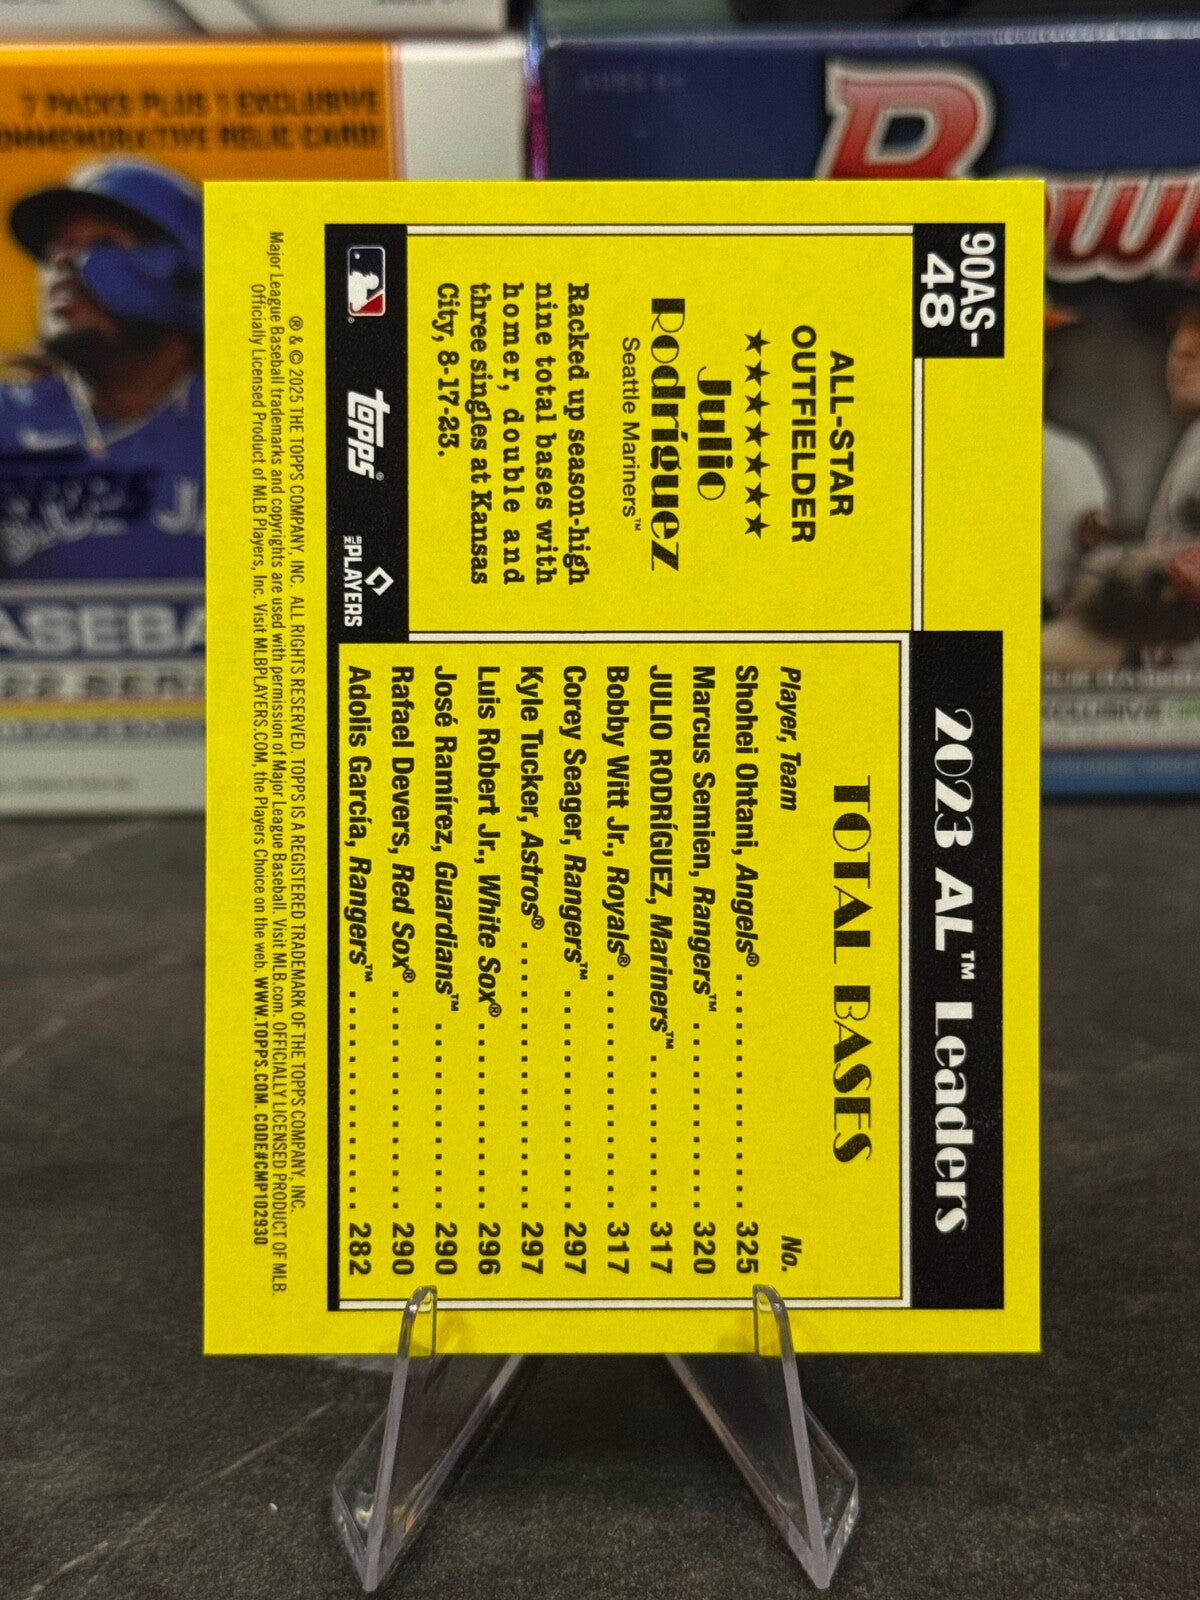 7 PACKS PLUS 1 EXCLUSIVE
COMMEMORATIVE RELIC CARD!
90AS-
48
ALL-STAR
OUTFIELDER
★★★★★★★
Julio
Rodríguez
Seattle Mariners™
Racked up season-high
nine total bases with
homer, double and
three singles at Kansas
City, 8-17-23.
topps®
MLB PLAYERS
2023 AL™ Leaders
TOTAL BASES
Player, Team No.
Shohei Ohtani, Angels® . . . . . . . . . . . . . . . . 325
Marcus Semien, Rangers™ . . . . . . . . . . . . . 320
JULIO RODRÍGUEZ, Mariners™ . . . . . . . . . . 317
Bobby Witt Jr., Royals® . . . . . . . . . . . . . . . 317
Corey Seager, Rangers™ . . . . . . . . . . . . . . 297
Kyle Tucker, Astros® . . . . . . . . . . . . . . . . . 297
Luis Robert Jr., White Sox® . . . . . . . . . . . . 296
José Ramírez, Guardians™ . . . . . . . . . . . . 290
Rafael Devers, Red Sox® . . . . . . . . . . . . . . 290
Adolis García, Rangers™ . . . . . . . . . . . . . . 282
® & © 2025 THE TOPPS COMPANY, INC. ALL RIGHTS RESERVED. TOPPS IS A REGISTERED TRADEMARK OF THE TOPPS COMPANY, INC.
Major League Baseball trademarks and copyrights are used with permission of Major League Baseball. Visit MLB.com. OFFICIALLY LICENSED PRODUCT OF MLB.
Officially Licensed Product of MLB Players, Inc. Visit MLBPLAYERS.COM, the Players Choice on the web. WWW.TOPPS.COM. CODE#CMP102930